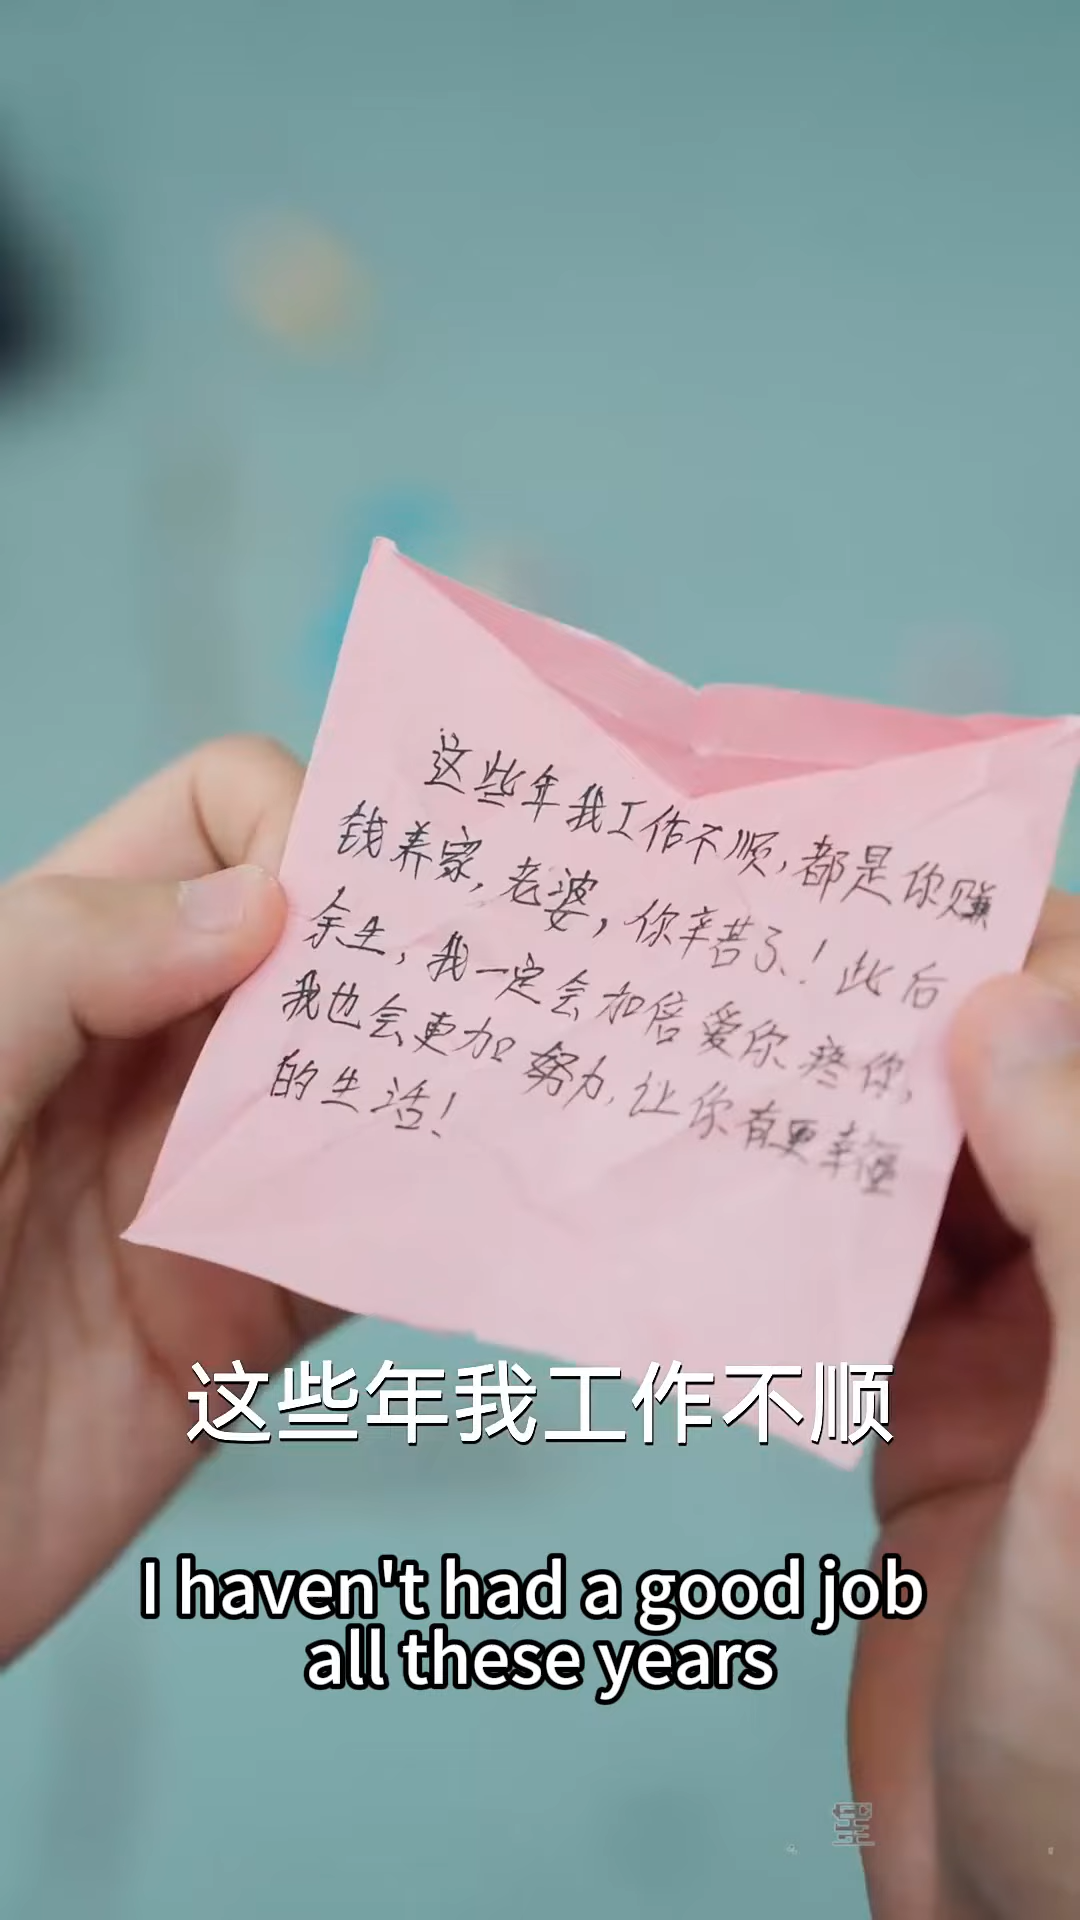 这些年我工作不顺,都是你赚
钱养家,老婆,你辛苦了!此后
余生,我一定会加倍爱你疼你,
我也会更加努力,让你有更幸福
的生活!
这些年我工作不顺
I haven't had a good job
all these years